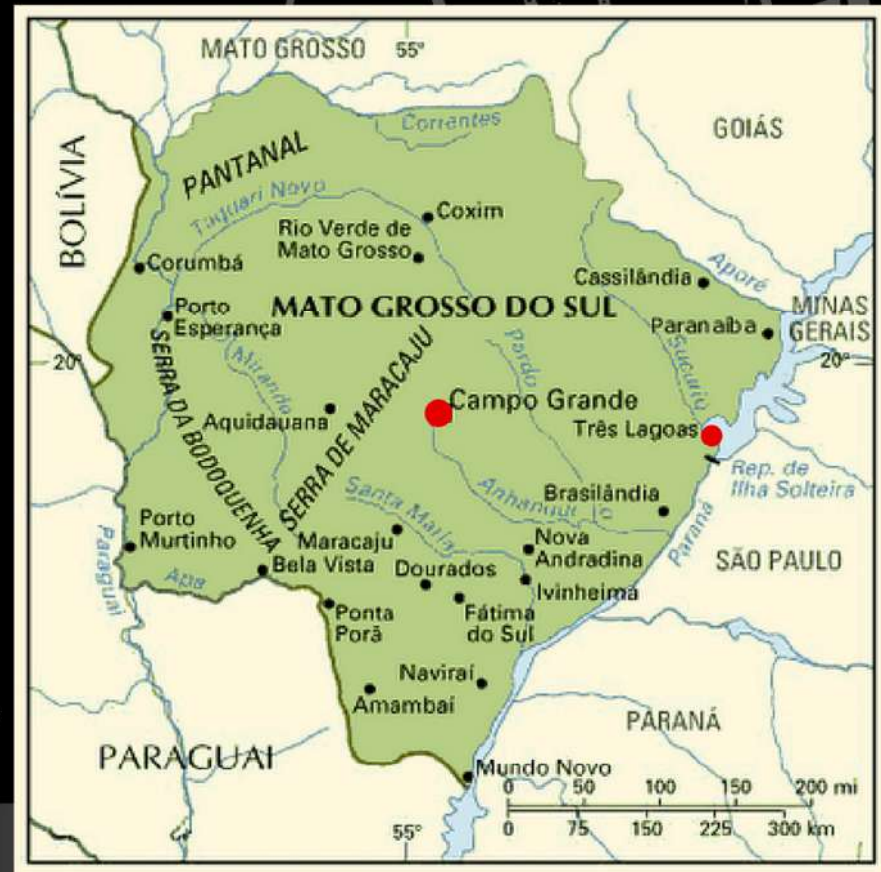 MATO GROSSO
55°
GOIÁS
Correntes
BOLÍVIA
PANTANAL
Taquari Novo
Coxim
Rio Verde de
Mato Grosso
Corumbá
Cassilândia
Aporé
Porto
Esperança
MATO GROSSO DO SUL
MINAS
GERAIS
Paranaíba
20°
20°
SERRA DA BODOQUENHA
Miranda
SERRA DE MARACAJU
Pardo
Sucuriú
Campo Grande
Aquidauana
Três Lagoas
Rep. de
Ilha Solteira
Santa Maria
Anhanduí
Brasilândia
Paraná
Porto
Murtinho
Maracaju
Nova
Andradina
SÃO PAULO
Paraguai
Apa
Bela Vista
Dourados
Ivinheima
Ponta
Porã
Fátima
do Sul
Naviraí
Amambaí
PARANÁ
PARAGUAI
Mundo Novo
0 50 100 150 200 mi
0 75 150 225 300 km
55°